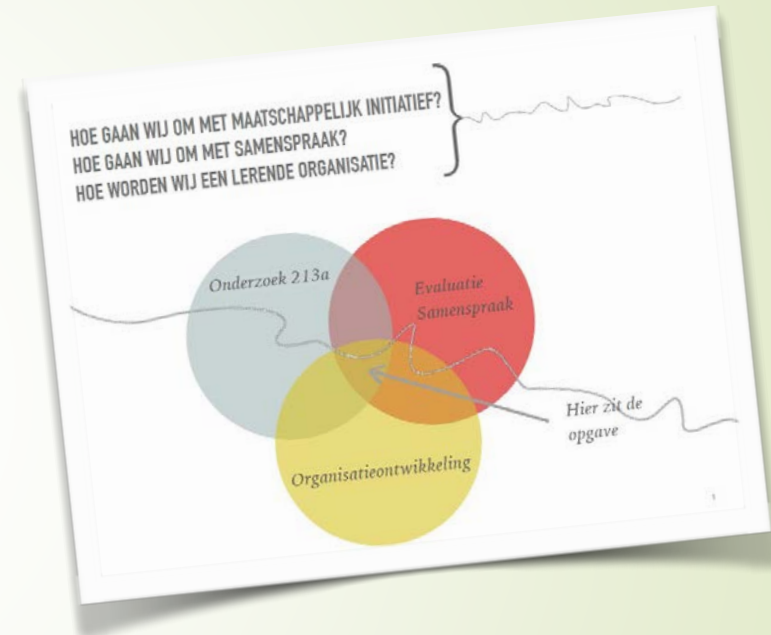 HOE GAAN WIJ OM MET MAATSCHAPPELIJK INITIATIEF?
HOE GAAN WIJ OM MET SAMENSPRAAK?
HOE WORDEN WIJ EEN LERENDE ORGANISATIE?
Onderzoek 213a
Evaluatie
Samenspraak
Hier zit de
opgave
Organisatieontwikkeling
1